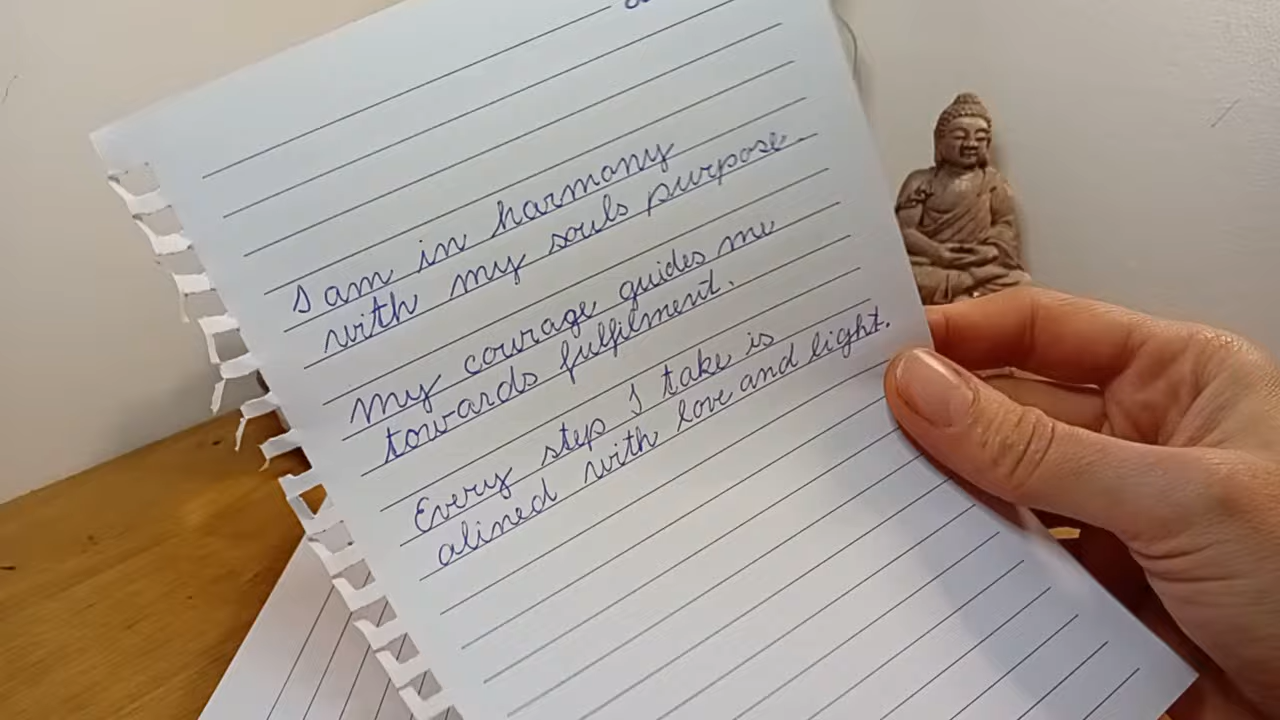 I am in harmony
with my souls purpose.
My courage guides me
towards fulfilment.
Every step I take is
alined with love and light.